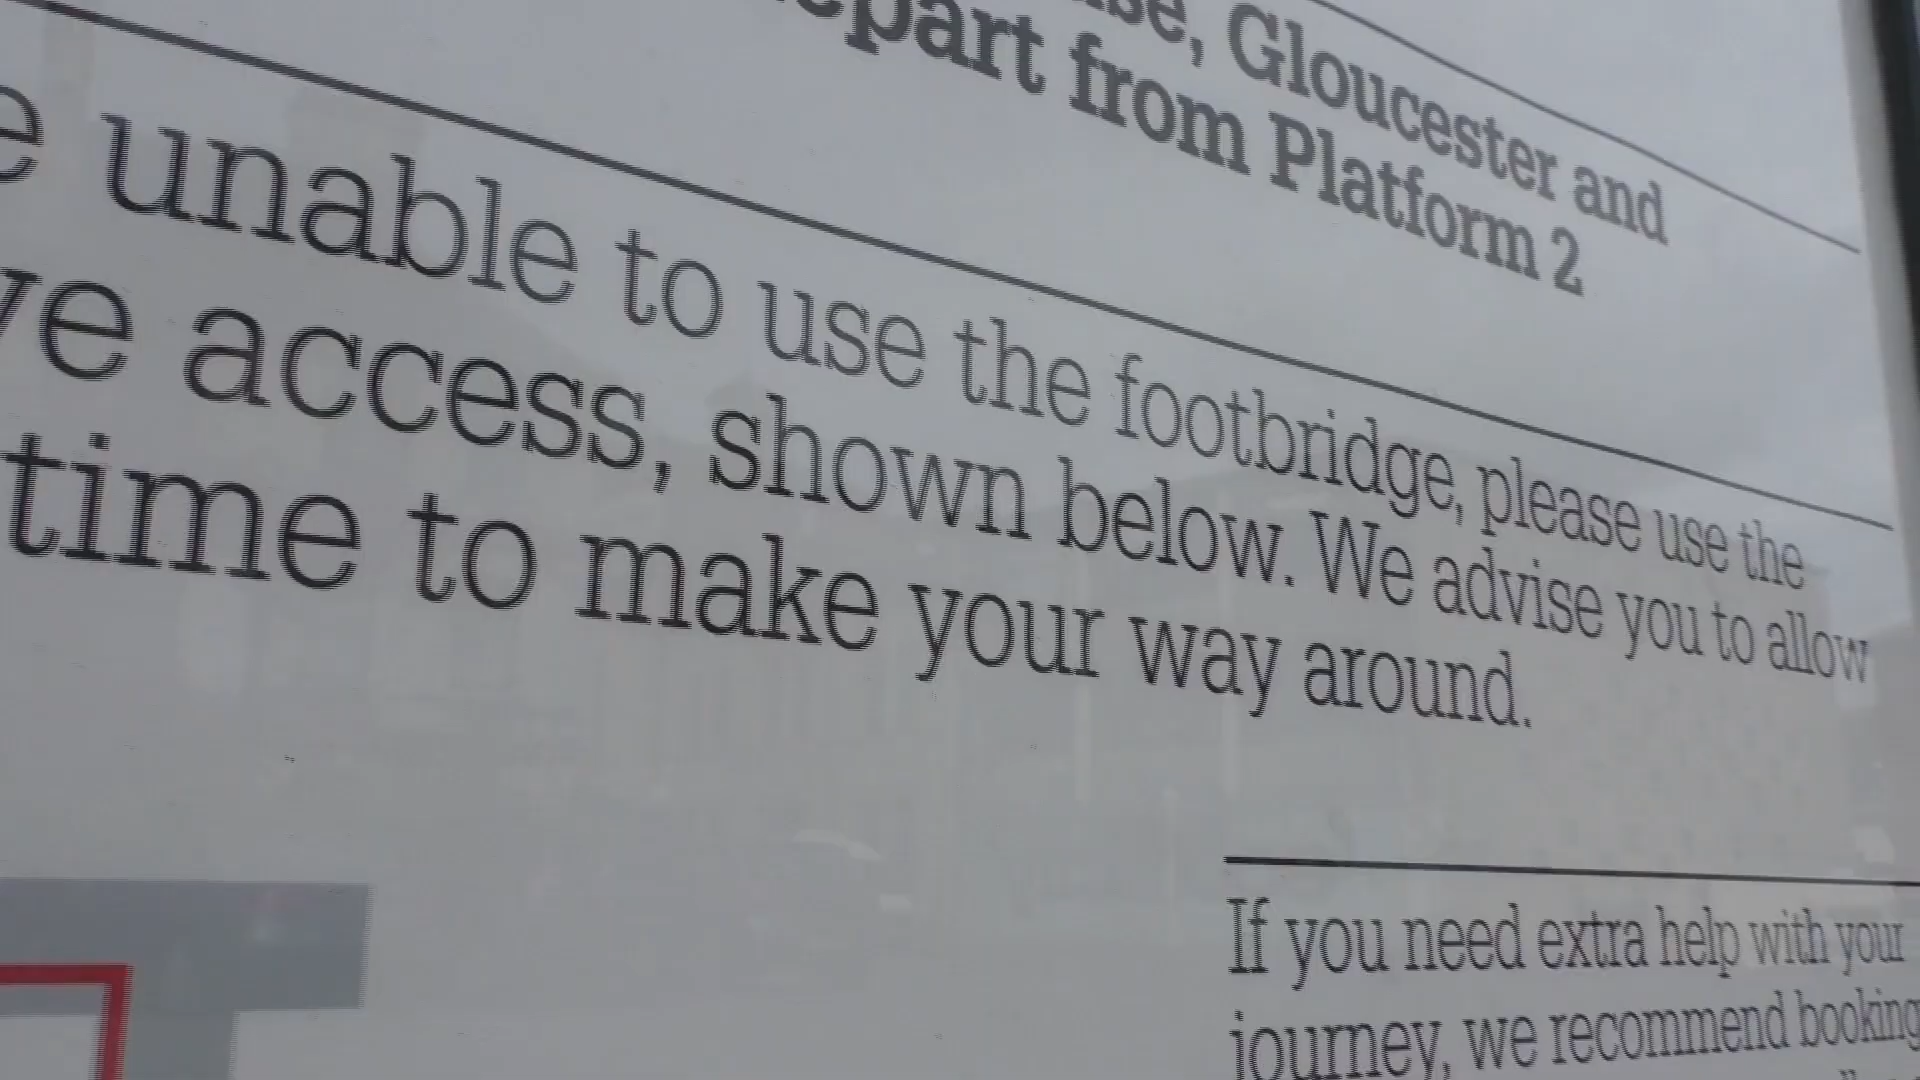 Gloucester and
from Platform 2
unable to use the footbridge, please use the
access, shown below. We advise you to allow
time to make your way around.
If you need extra help with your
journey, we recommend booking